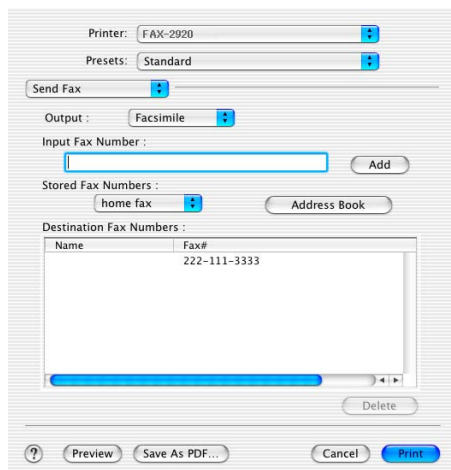 Printer: FAX-2920
Presets: Standard
Send Fax
Output : Facsimile
Input Fax Number :
Add
Stored Fax Numbers :
home fax Address Book
Destination Fax Numbers :
Name Fax#
222-111-3333
Delete
? Preview Save As PDF... Cancel Print